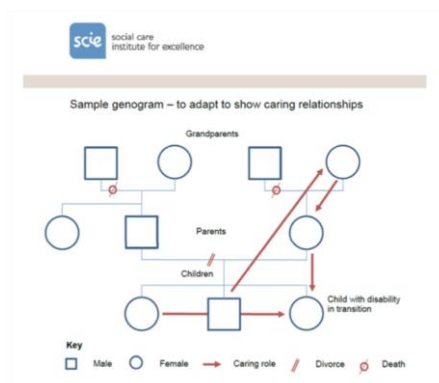 scie
social care
institute for excellence
Sample genogram – to adapt to show caring relationships
Grandparents
Parents
Children
Child with disability
in transition
Key
Male
Female
Caring role
Divorce
Death